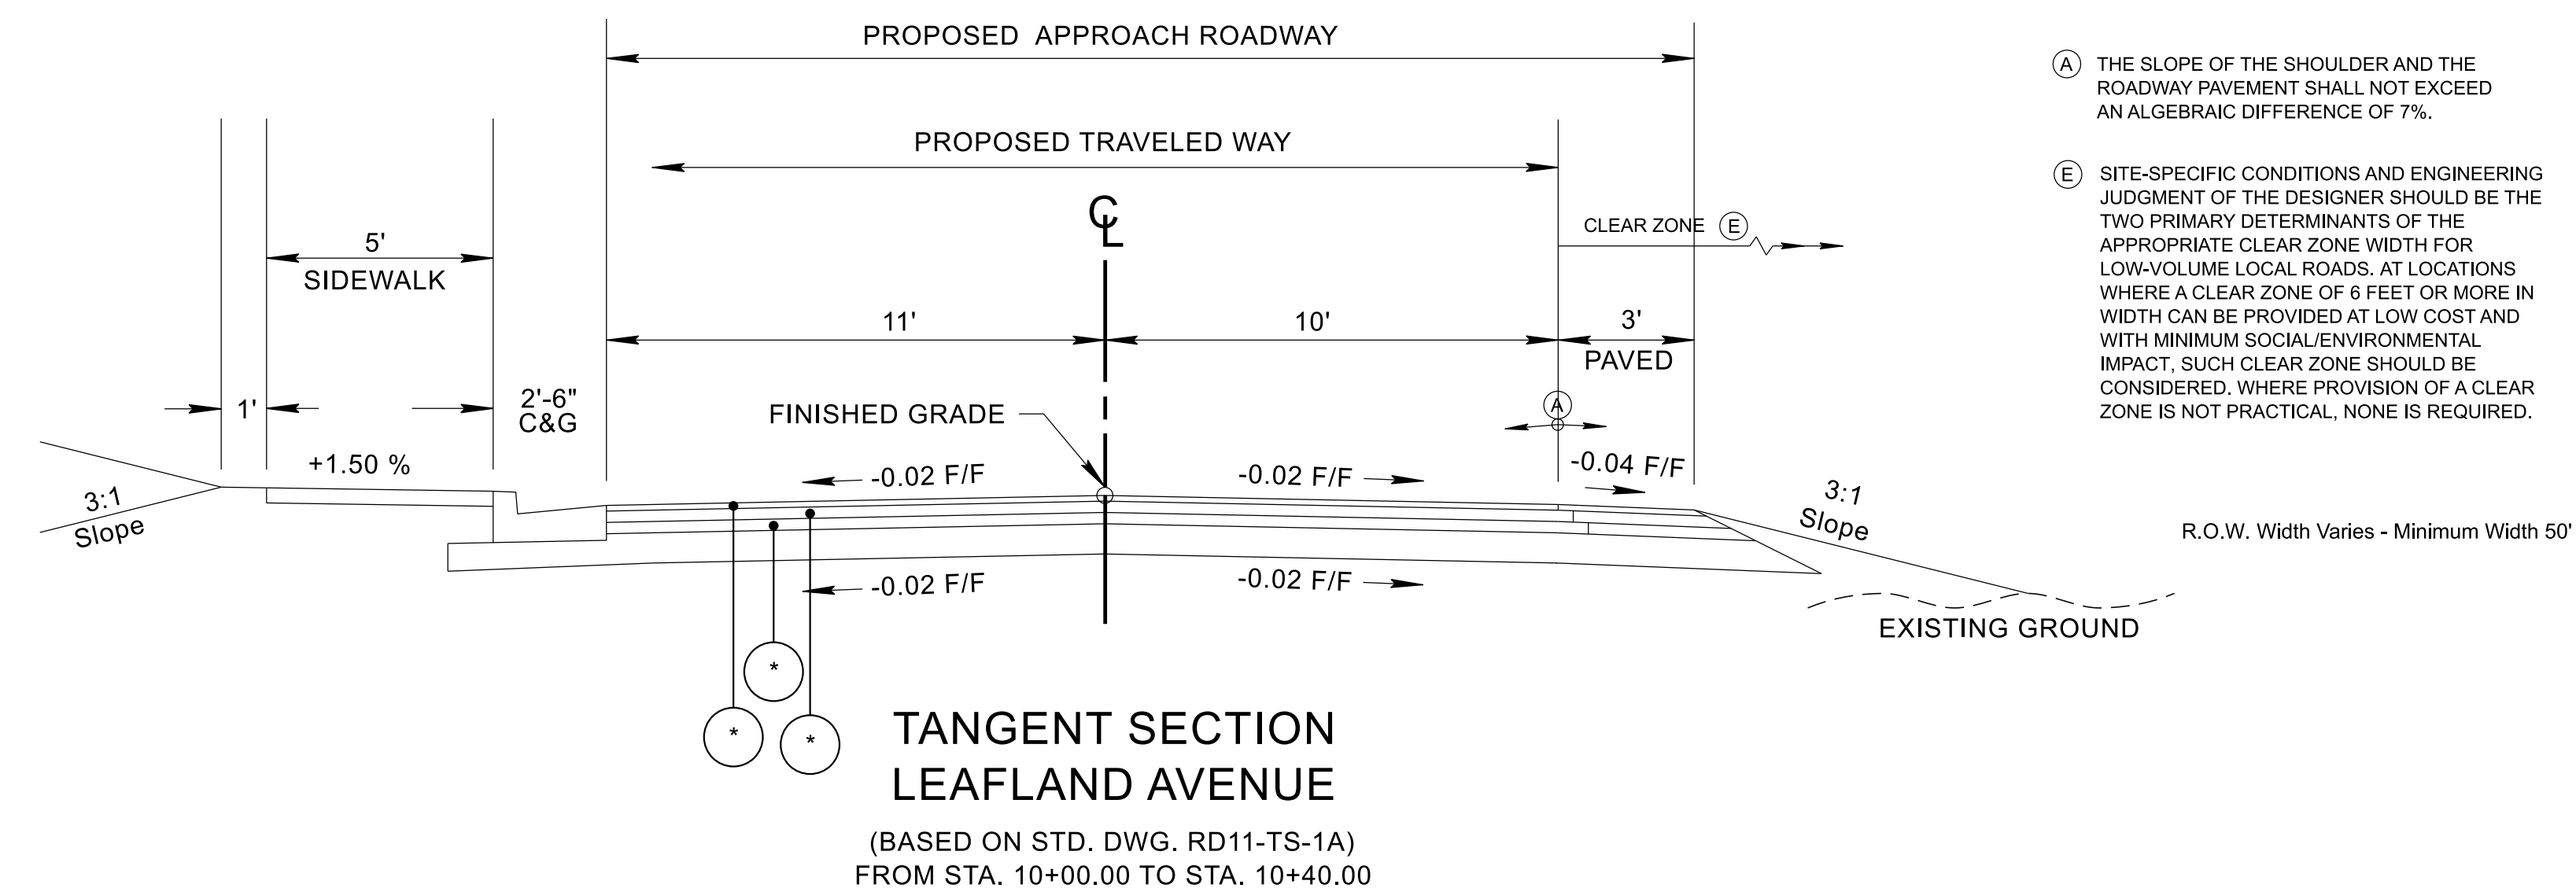 PROPOSED APPROACH ROADWAY
PROPOSED TRAVELED WAY
℄
CLEAR ZONE Ⓔ
5'
SIDEWALK
11'
10'
3'
PAVED
1'
2'-6"
C&G
FINISHED GRADE
Ⓐ
+1.50 %
-0.02 F/F
-0.02 F/F
-0.04 F/F
3:1
Slope
3:1
Slope
-0.02 F/F
-0.02 F/F
EXISTING GROUND
*
*
*
TANGENT SECTION
LEAFLAND AVENUE
(BASED ON STD. DWG. RD11-TS-1A)
FROM STA. 10+00.00 TO STA. 10+40.00
Ⓐ THE SLOPE OF THE SHOULDER AND THE
ROADWAY PAVEMENT SHALL NOT EXCEED
AN ALGEBRAIC DIFFERENCE OF 7%.
Ⓔ SITE-SPECIFIC CONDITIONS AND ENGINEERING
JUDGMENT OF THE DESIGNER SHOULD BE THE
TWO PRIMARY DETERMINANTS OF THE
APPROPRIATE CLEAR ZONE WIDTH FOR
LOW-VOLUME LOCAL ROADS. AT LOCATIONS
WHERE A CLEAR ZONE OF 6 FEET OR MORE IN
WIDTH CAN BE PROVIDED AT LOW COST AND
WITH MINIMUM SOCIAL/ENVIRONMENTAL
IMPACT, SUCH CLEAR ZONE SHOULD BE
CONSIDERED. WHERE PROVISION OF A CLEAR
ZONE IS NOT PRACTICAL, NONE IS REQUIRED.
R.O.W. Width Varies - Minimum Width 50'